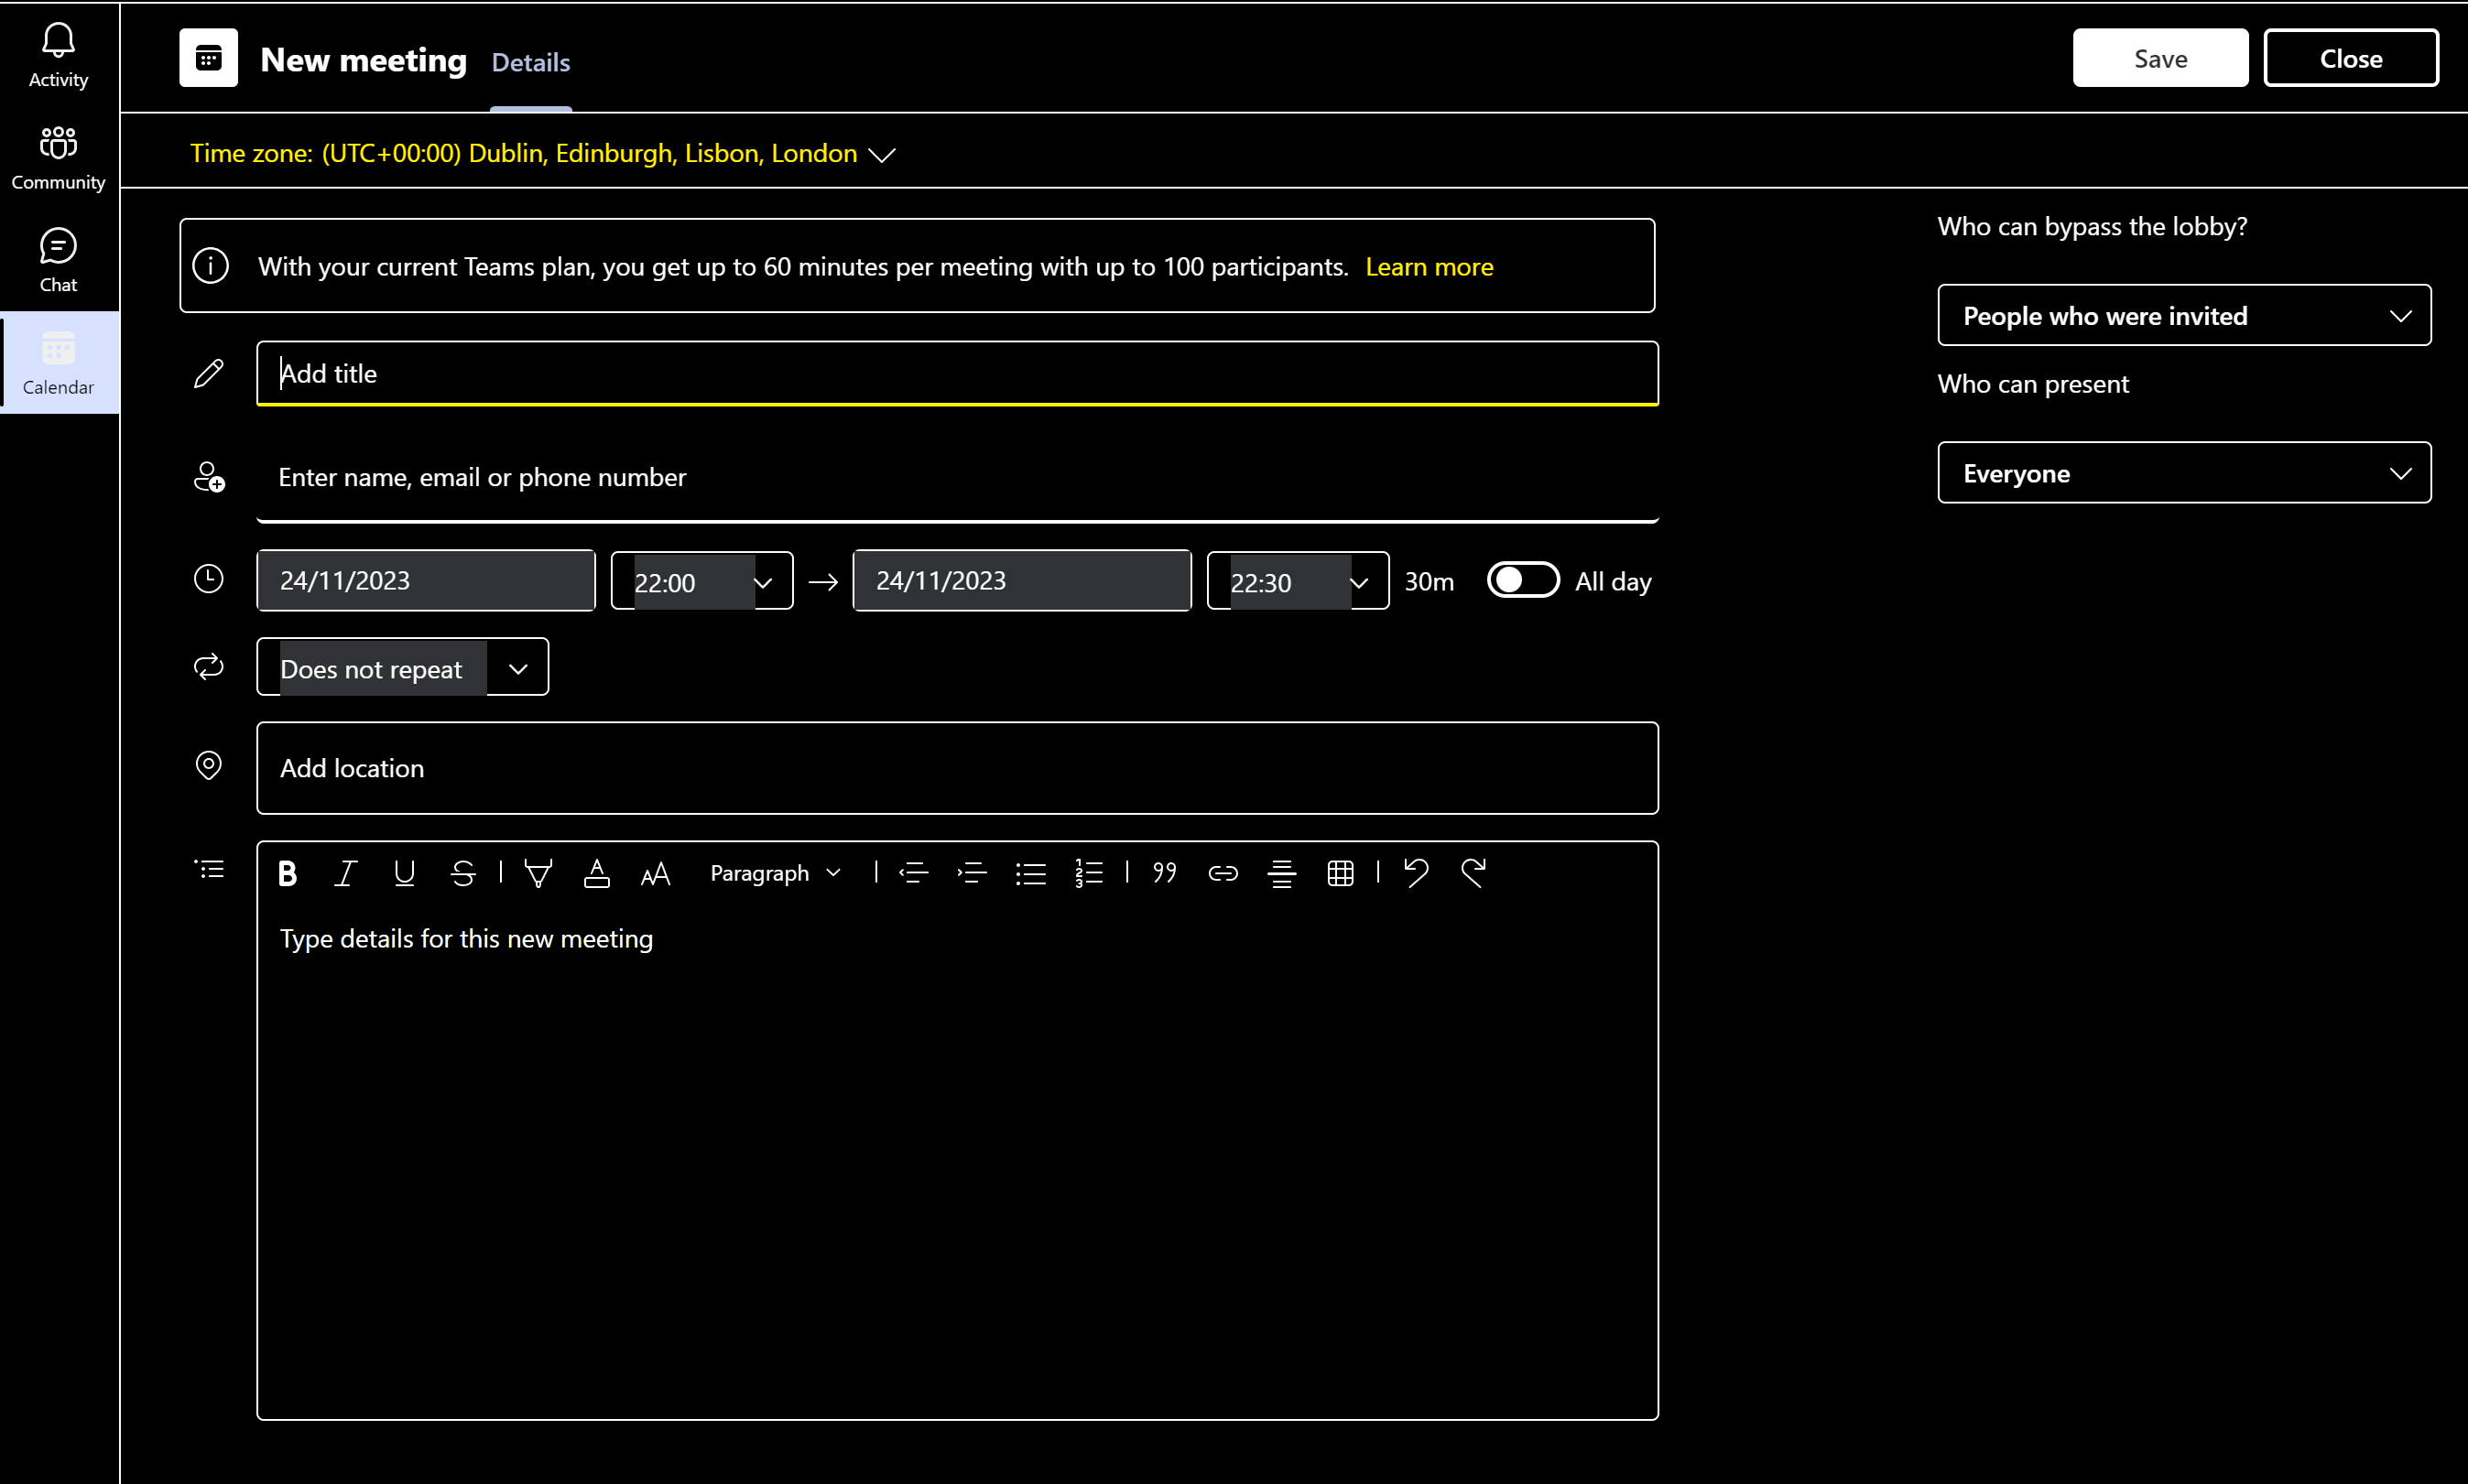 Activity
Community
Chat
Calendar
New meeting Details
Save Close
Time zone: (UTC+00:00) Dublin, Edinburgh, Lisbon, London
With your current Teams plan, you get up to 60 minutes per meeting with up to 100 participants. Learn more
Add title
Enter name, email or phone number
24/11/2023 22:00 24/11/2023 22:30 30m All day
Does not repeat
Add location
Paragraph
Type details for this new meeting
Who can bypass the lobby?
People who were invited
Who can present
Everyone